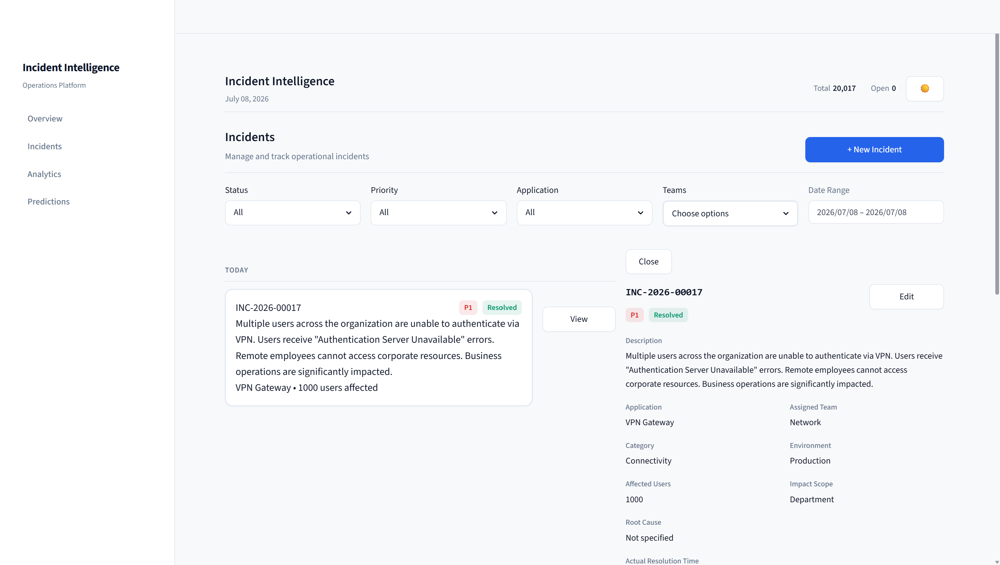 Incident Intelligence
Operations Platform
Overview
Incidents
Analytics
Predictions
Incident Intelligence
July 08, 2026
Total 20,017
Open 0
Incidents
Manage and track operational incidents
+ New Incident
Status
All
Priority
All
Application
All
Teams
Choose options
Date Range
2026/07/08 – 2026/07/08
TODAY
INC-2026-00017
P1
Resolved
Multiple users across the organization are unable to authenticate via
VPN. Users receive "Authentication Server Unavailable" errors.
Remote employees cannot access corporate resources. Business
operations are significantly impacted.
VPN Gateway • 1000 users affected
View
Close
INC-2026-00017
Edit
P1
Resolved
Description
Multiple users across the organization are unable to authenticate via VPN. Users receive
"Authentication Server Unavailable" errors. Remote employees cannot access
corporate resources. Business operations are significantly impacted.
Application
VPN Gateway
Assigned Team
Network
Category
Connectivity
Environment
Production
Affected Users
1000
Impact Scope
Department
Root Cause
Not specified
Actual Resolution Time